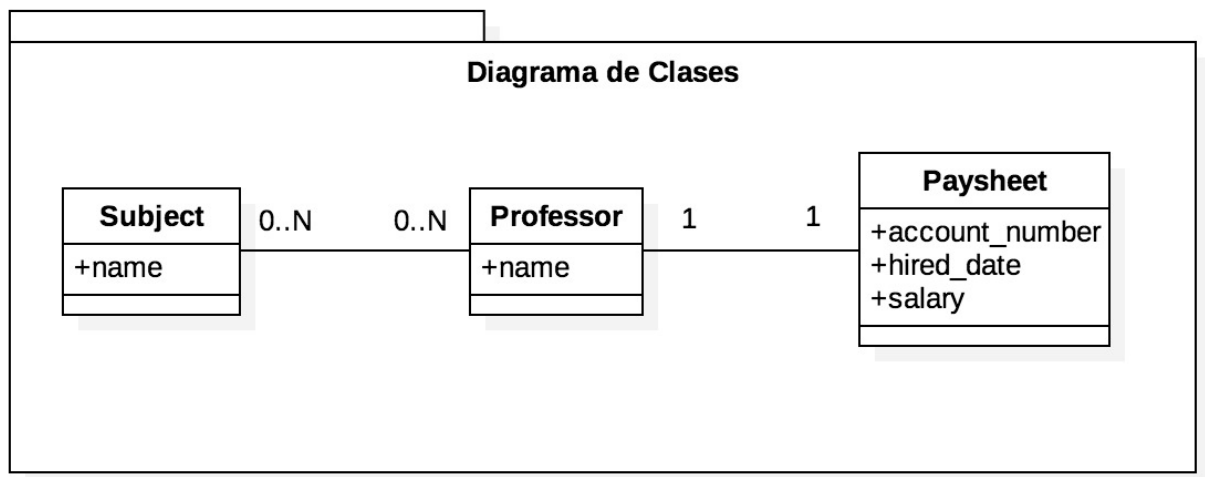 Diagrama de Clases
Subject
+name
0..N
0..N
Professor
+name
1
1
Paysheet
+account_number
+hired_date
+salary